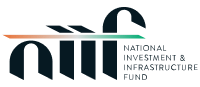 niif
NATIONAL
INVESTMENT &
INFRASTRUCTURE
FUND